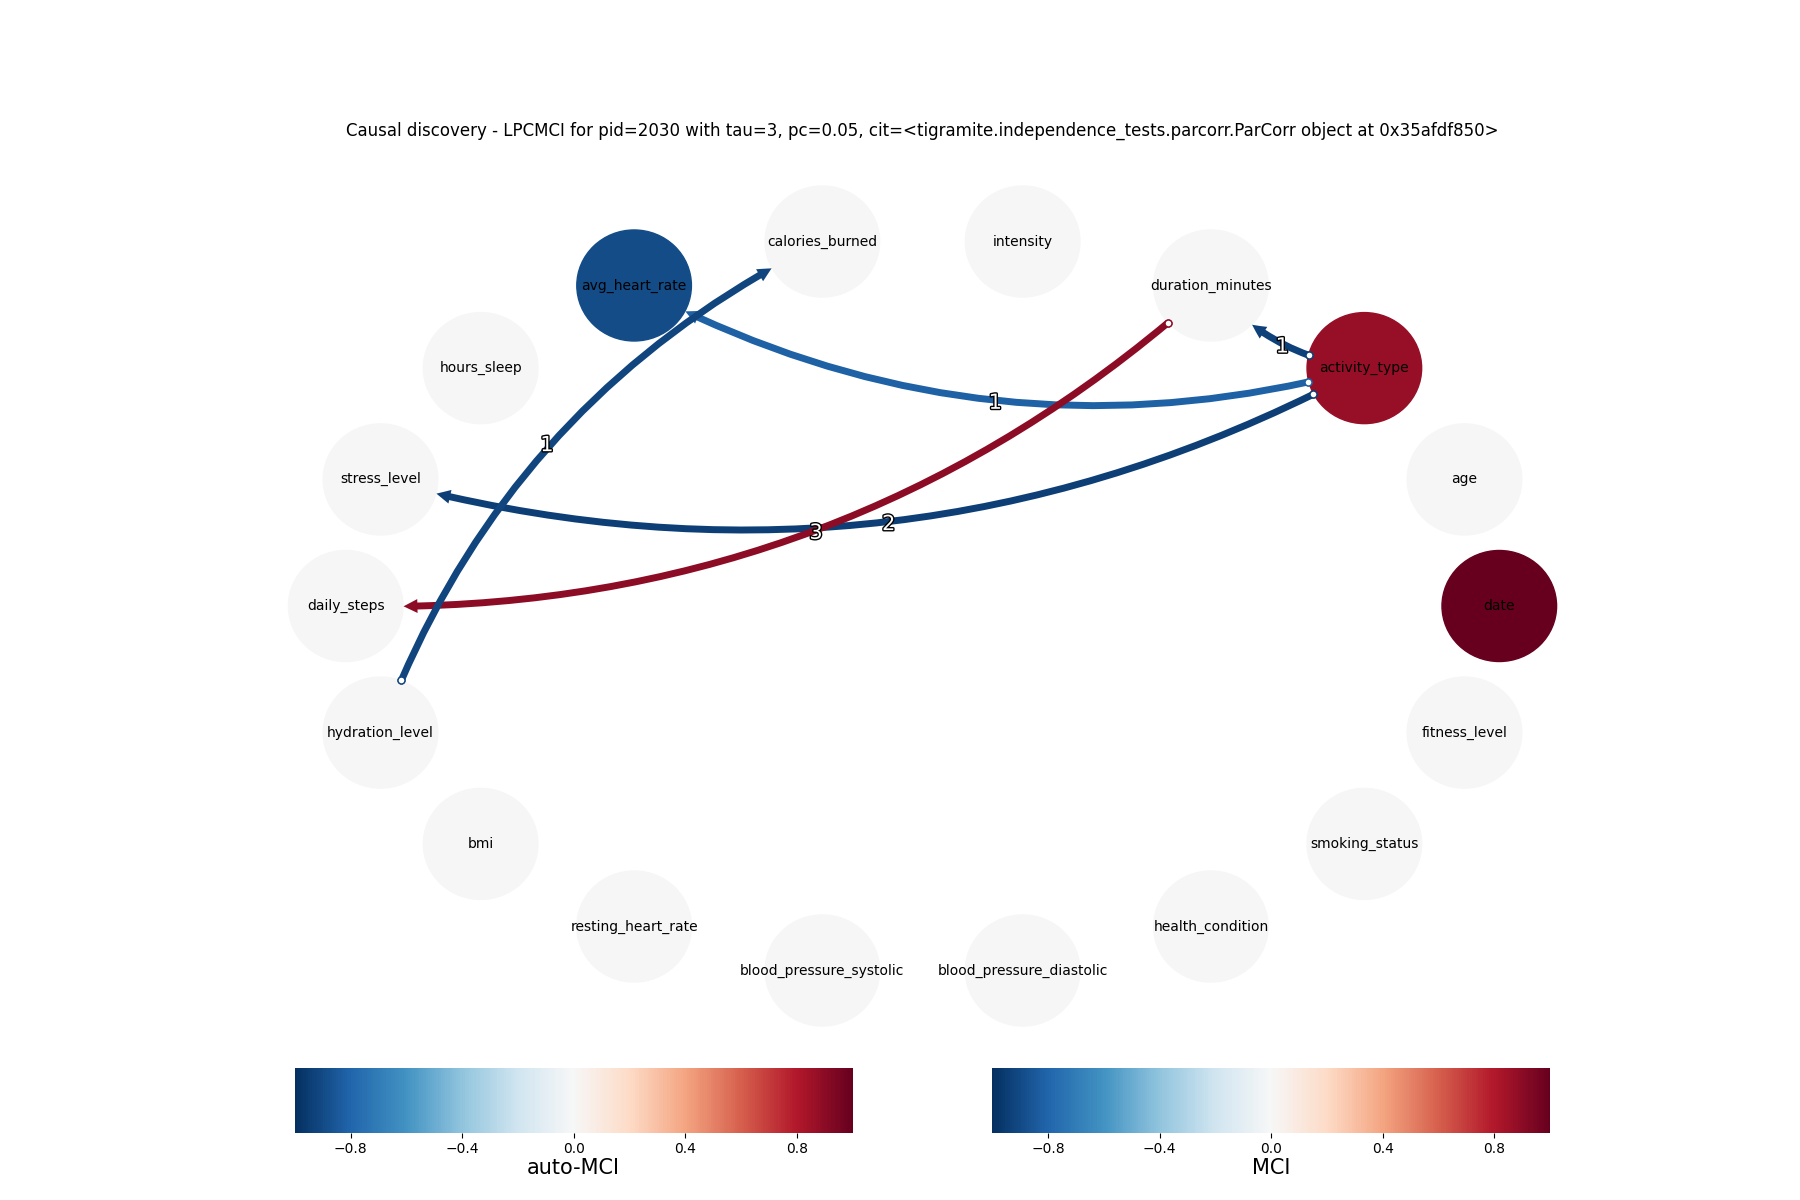 Causal discovery - LPCMCI for pid=2030 with tau=3, pc=0.05, cit=<tigramite.independence_tests.parcorr.ParCorr object at 0x35afdf850>
calories_burned
intensity
avg_heart_rate
duration_minutes
1
hours_sleep
activity_type
1
1
stress_level
age
3
2
daily_steps
date
hydration_level
fitness_level
bmi
smoking_status
resting_heart_rate
health_condition
blood_pressure_systolic
blood_pressure_diastolic
−0.8 −0.4 0.0 0.4 0.8
auto-MCI
−0.8 −0.4 0.0 0.4 0.8
MCI